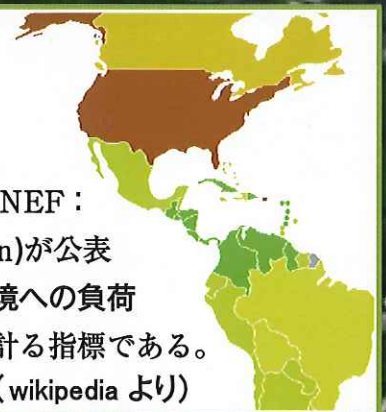 NEF：
n)が公表
境への負荷
計る指標である。
(wikipedia より)